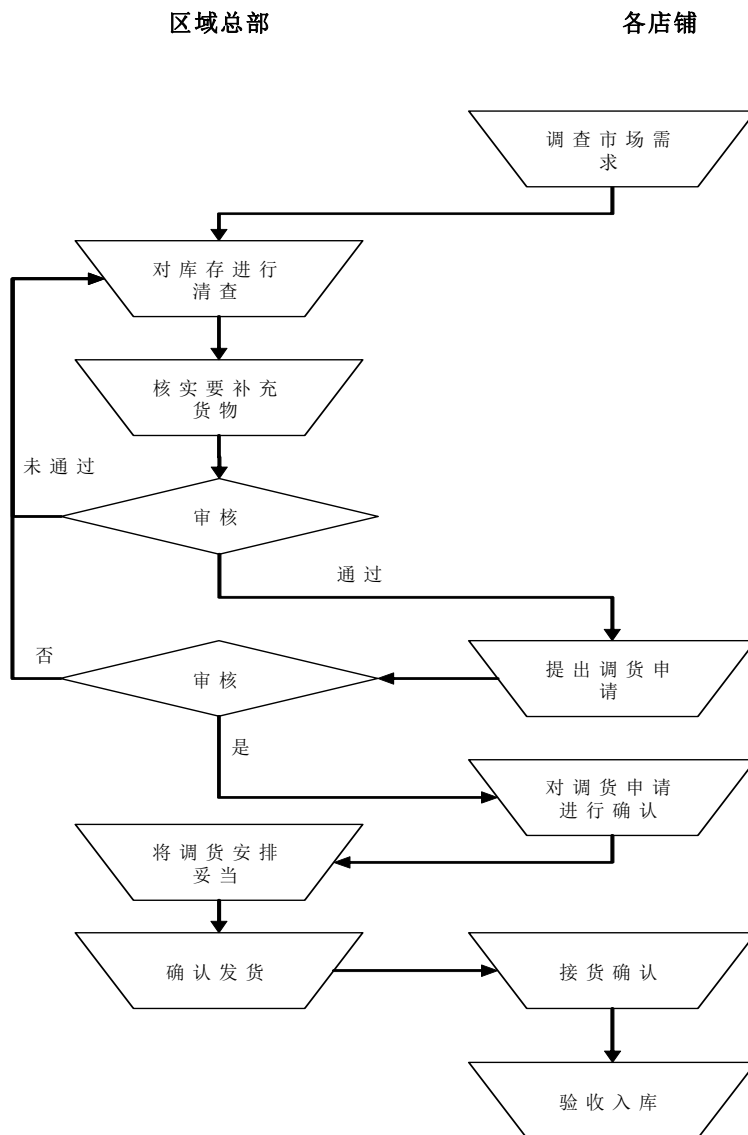 区域总部
各店铺
调查市场需
求
对库存进行
清查
核实要补充
货物
未通过
审核
通过
否
审核
提出调货申
请
是
对调货申请
进行确认
将调货安排
妥当
确认发货
接货确认
验收入库